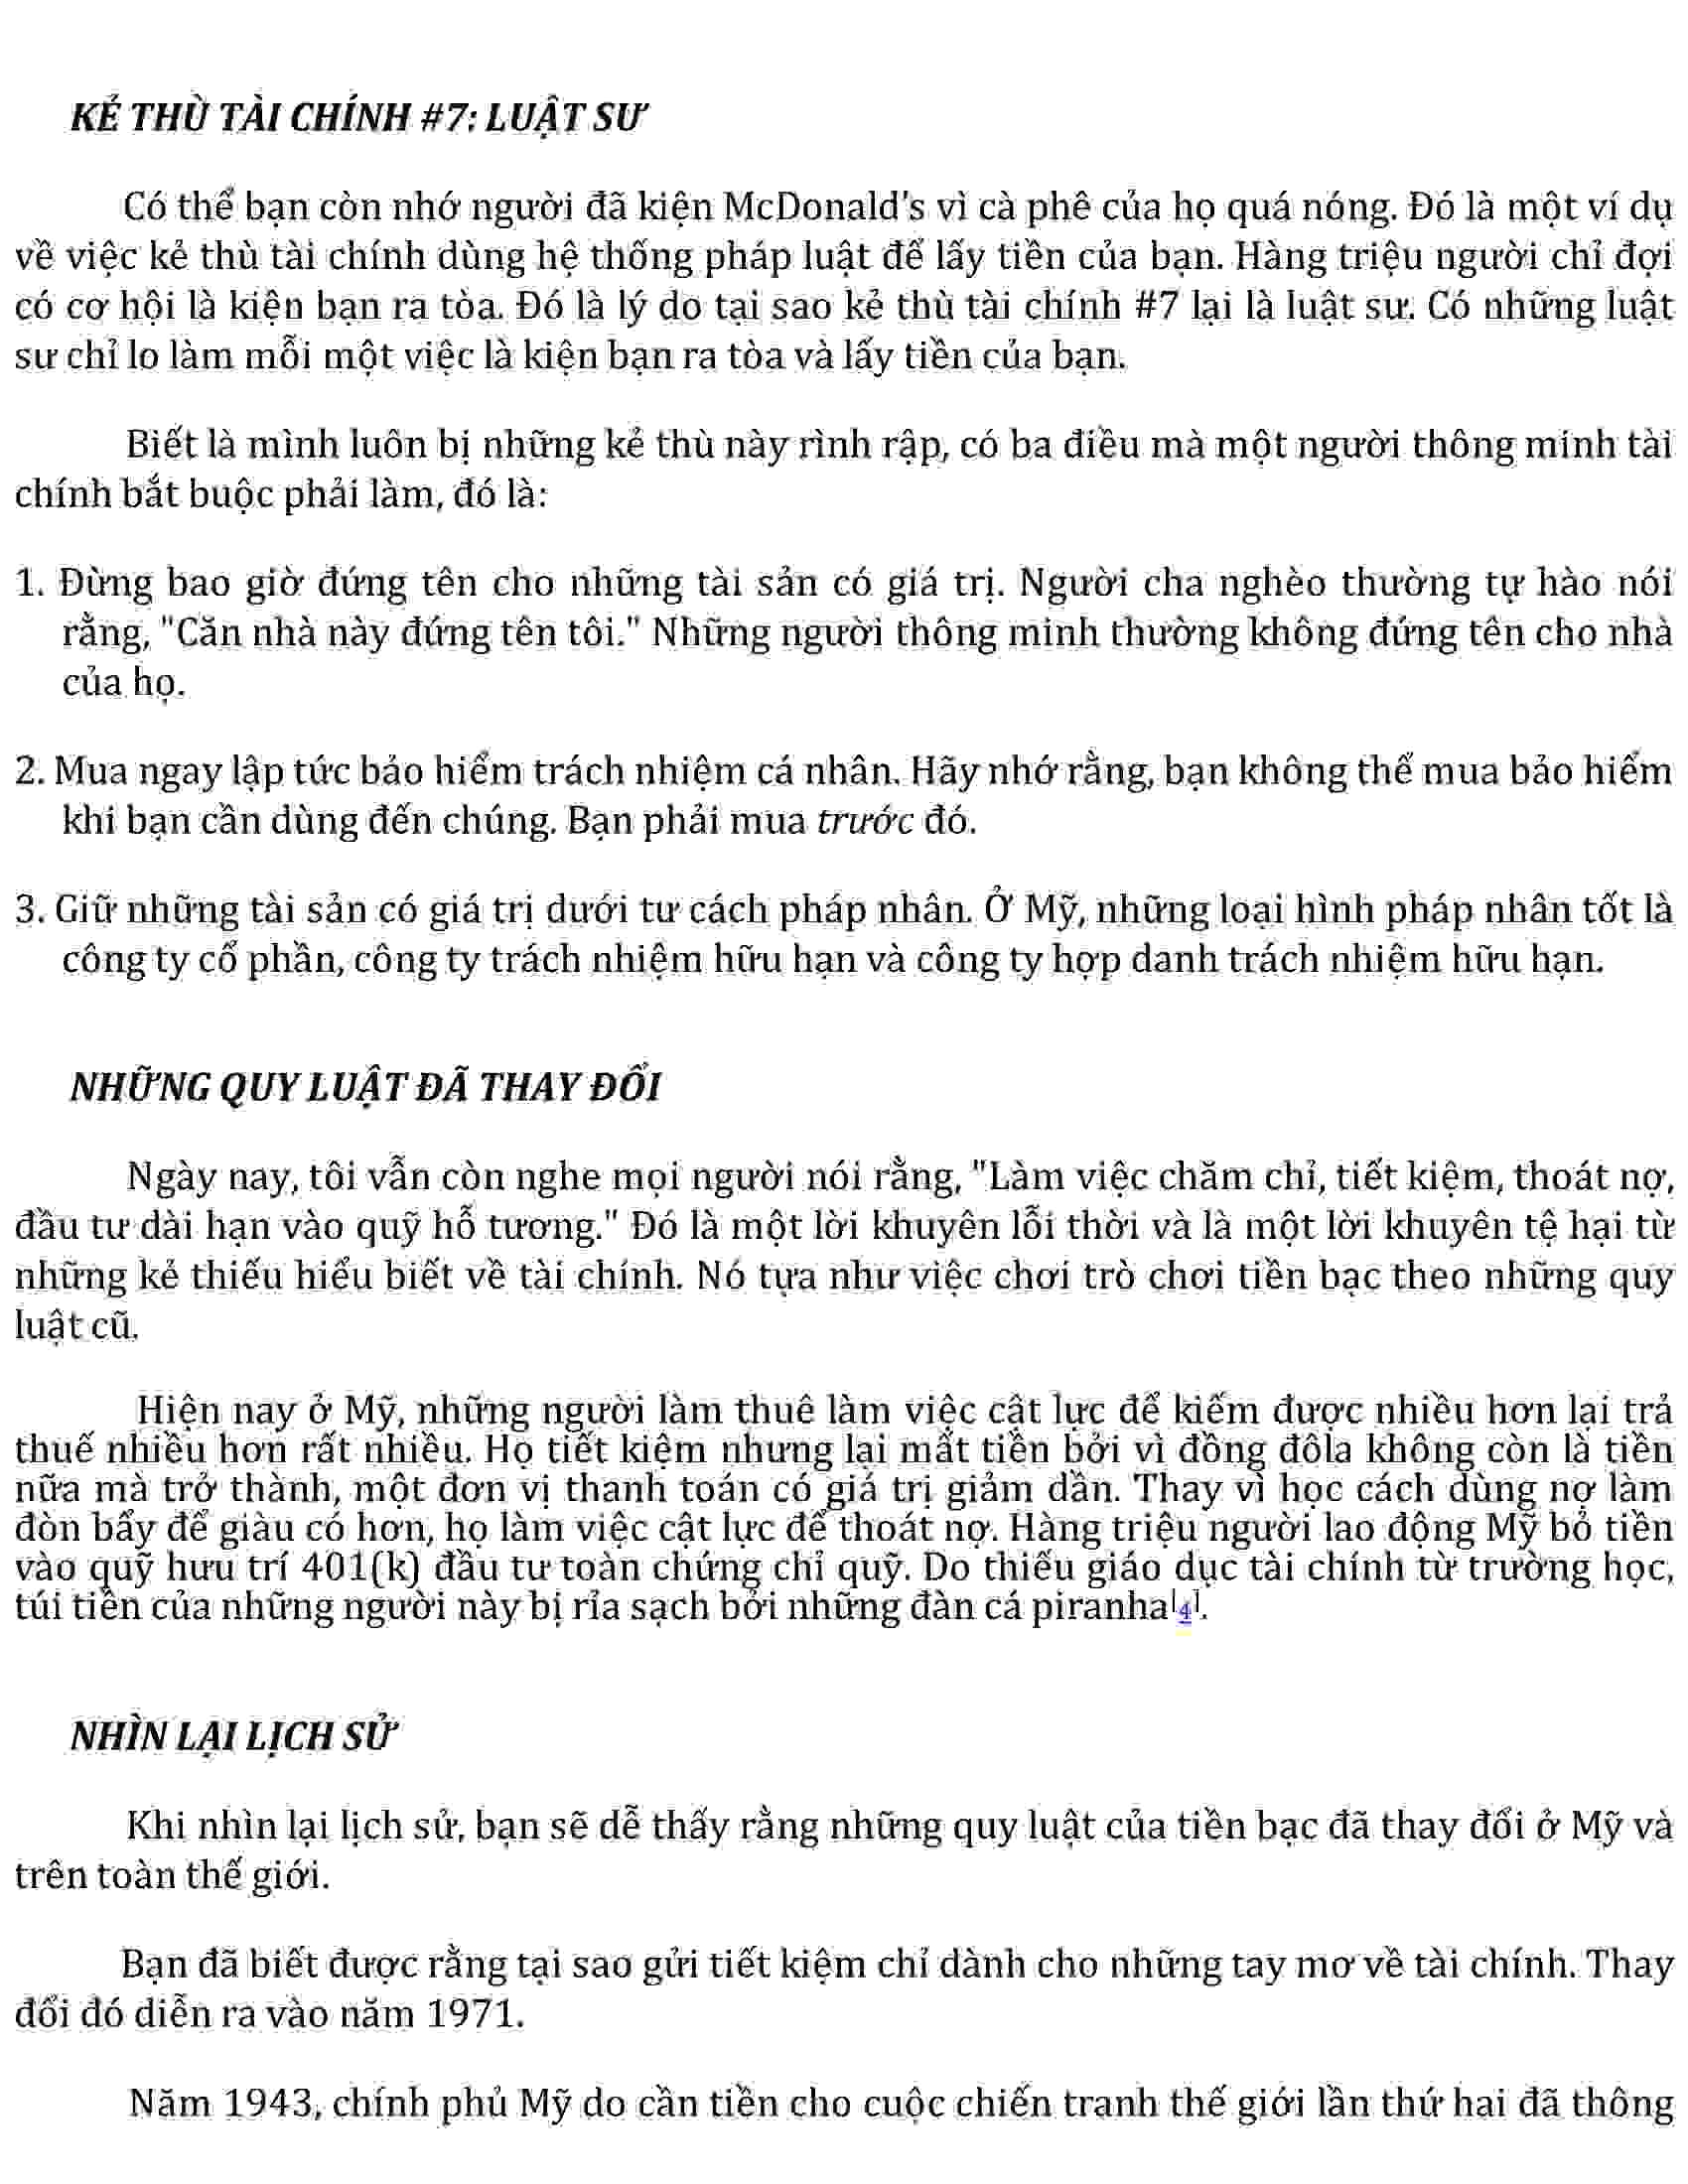 KẺ THÙ TÀI CHÍNH #7: LUẬT SƯ
Có thể bạn còn nhớ người đã kiện McDonald's vì cà phê của họ quá nóng. Đó là một ví dụ
về việc kẻ thù tài chính dùng hệ thống pháp luật để lấy tiền của bạn. Hàng triệu người chỉ đợi
có cơ hội là kiện bạn ra tòa. Đó là lý do tại sao kẻ thù tài chính #7 lại là luật sư. Có những luật
sư chỉ lo làm mỗi một việc là kiện bạn ra tòa và lấy tiền của bạn.
Biết là mình luôn bị những kẻ thù này rình rập, có ba điều mà một người thông minh tài
chính bắt buộc phải làm, đó là:
1. Đừng bao giờ đứng tên cho những tài sản có giá trị. Người cha nghèo thường tự hào nói
rằng, "Căn nhà này đứng tên tôi." Những người thông minh thường không đứng tên cho nhà
của họ.
2. Mua ngay lập tức bảo hiểm trách nhiệm cá nhân. Hãy nhớ rằng, bạn không thể mua bảo hiểm
khi bạn cần dùng đến chúng. Bạn phải mua trước đó.
3. Giữ những tài sản có giá trị dưới tư cách pháp nhân. Ở Mỹ, những loại hình pháp nhân tốt là
công ty cổ phần, công ty trách nhiệm hữu hạn và công ty hợp danh trách nhiệm hữu hạn.
NHỮNG QUY LUẬT ĐÃ THAY ĐỔI
Ngày nay, tôi vẫn còn nghe mọi người nói rằng, "Làm việc chăm chỉ, tiết kiệm, thoát nợ,
đầu tư dài hạn vào quỹ hỗ tương." Đó là một lời khuyên lỗi thời và là một lời khuyên tệ hại từ
những kẻ thiếu hiểu biết về tài chính. Nó tựa như việc chơi trò chơi tiền bạc theo những quy
luật cũ.
Hiện nay ở Mỹ, những người làm thuê làm việc cật lực để kiếm được nhiều hơn lại trả
thuế nhiều hơn rất nhiều. Họ tiết kiệm nhưng lại mất tiền bởi vì đồng đôla không còn là tiền
nữa mà trở thành, một đơn vị thanh toán có giá trị giảm dần. Thay vì học cách dùng nợ làm
đòn bẩy để giàu có hơn, họ làm việc cật lực để thoát nợ. Hàng triệu người lao động Mỹ bỏ tiền
vào quỹ hưu trí 401(k) đầu tư toàn chứng chỉ quỹ. Do thiếu giáo dục tài chính từ trường học,
túi tiền của những người này bị rỉa sạch bởi những đàn cá piranha[4].
NHÌN LẠI LỊCH SỬ
Khi nhìn lại lịch sử, bạn sẽ dễ thấy rằng những quy luật của tiền bạc đã thay đổi ở Mỹ và
trên toàn thế giới.
Bạn đã biết được rằng tại sao gửi tiết kiệm chỉ dành cho những tay mơ về tài chính. Thay
đổi đó diễn ra vào năm 1971.
Năm 1943, chính phủ Mỹ do cần tiền cho cuộc chiến tranh thế giới lần thứ hai đã thông